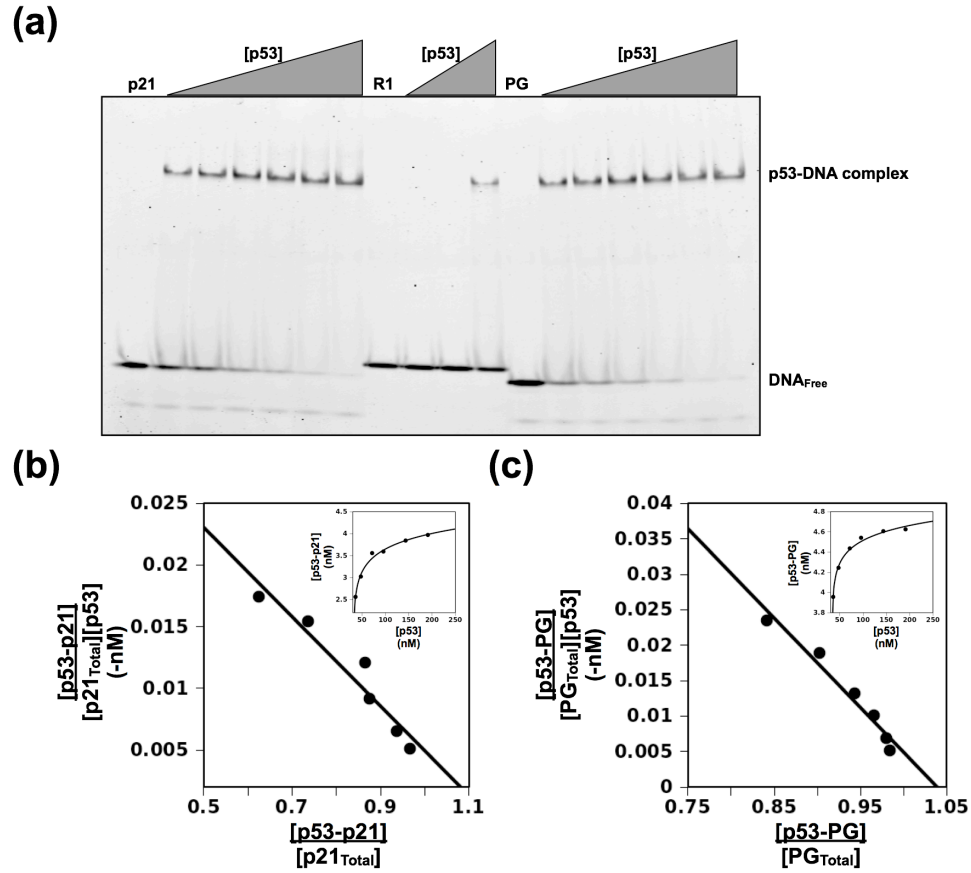 (a)
[p53]
[p53]
[p53]
p21
R1
PG
p53-DNA complex
DNAFree
(b)
(c)
0.025
0.02
0.015
0.01
0.005
[p53-p21]
[p21Total][p53]
(-nM)
4.5
4
3.5
3
2.5
[p53-p21]
(nM)
50 100 150 200 250
[p53]
(nM)
0.5 0.7 0.9 1.1
[p53-p21]
[p21Total]
0.04
0.035
0.03
0.025
0.02
0.015
0.01
0.005
0
[p53-PG]
[PGTotal][p53]
(-nM)
4.8
4.6
4.4
4.2
4
3.8
[p53-PG]
(nM)
50 100 150 200 250
[p53]
(nM)
0.75 0.85 0.95 1.05
[p53-PG]
[PGTotal]